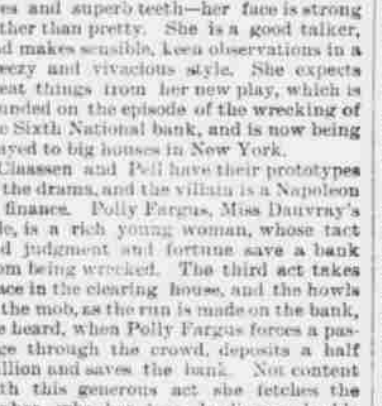 es and superb teeth—her face is strong
ther than pretty. She is a good talker,
nd makes sensible, keen observations in a
eezy and vivacious style. She expects
eat things from her new play, which is
unded on the episode of the wrecking of
e Sixth National bank, and is now being
ayed to big houses in New York.
Claassen and Pell have their prototypes
the drama, and the villain is a Napoleon
finance. Polly Fargus, Miss Dauvray's
le, is a rich young woman, whose tact
d judgment and fortune save a bank
om being wrecked. The third act takes
ace in the clearing house, and the howls
the mob, as the run is made on the bank,
e heard, when Polly Fargus forces a pas-
ge through the crowd, deposits a half
illion and saves the bank. Not content
th this generous act she fetches the